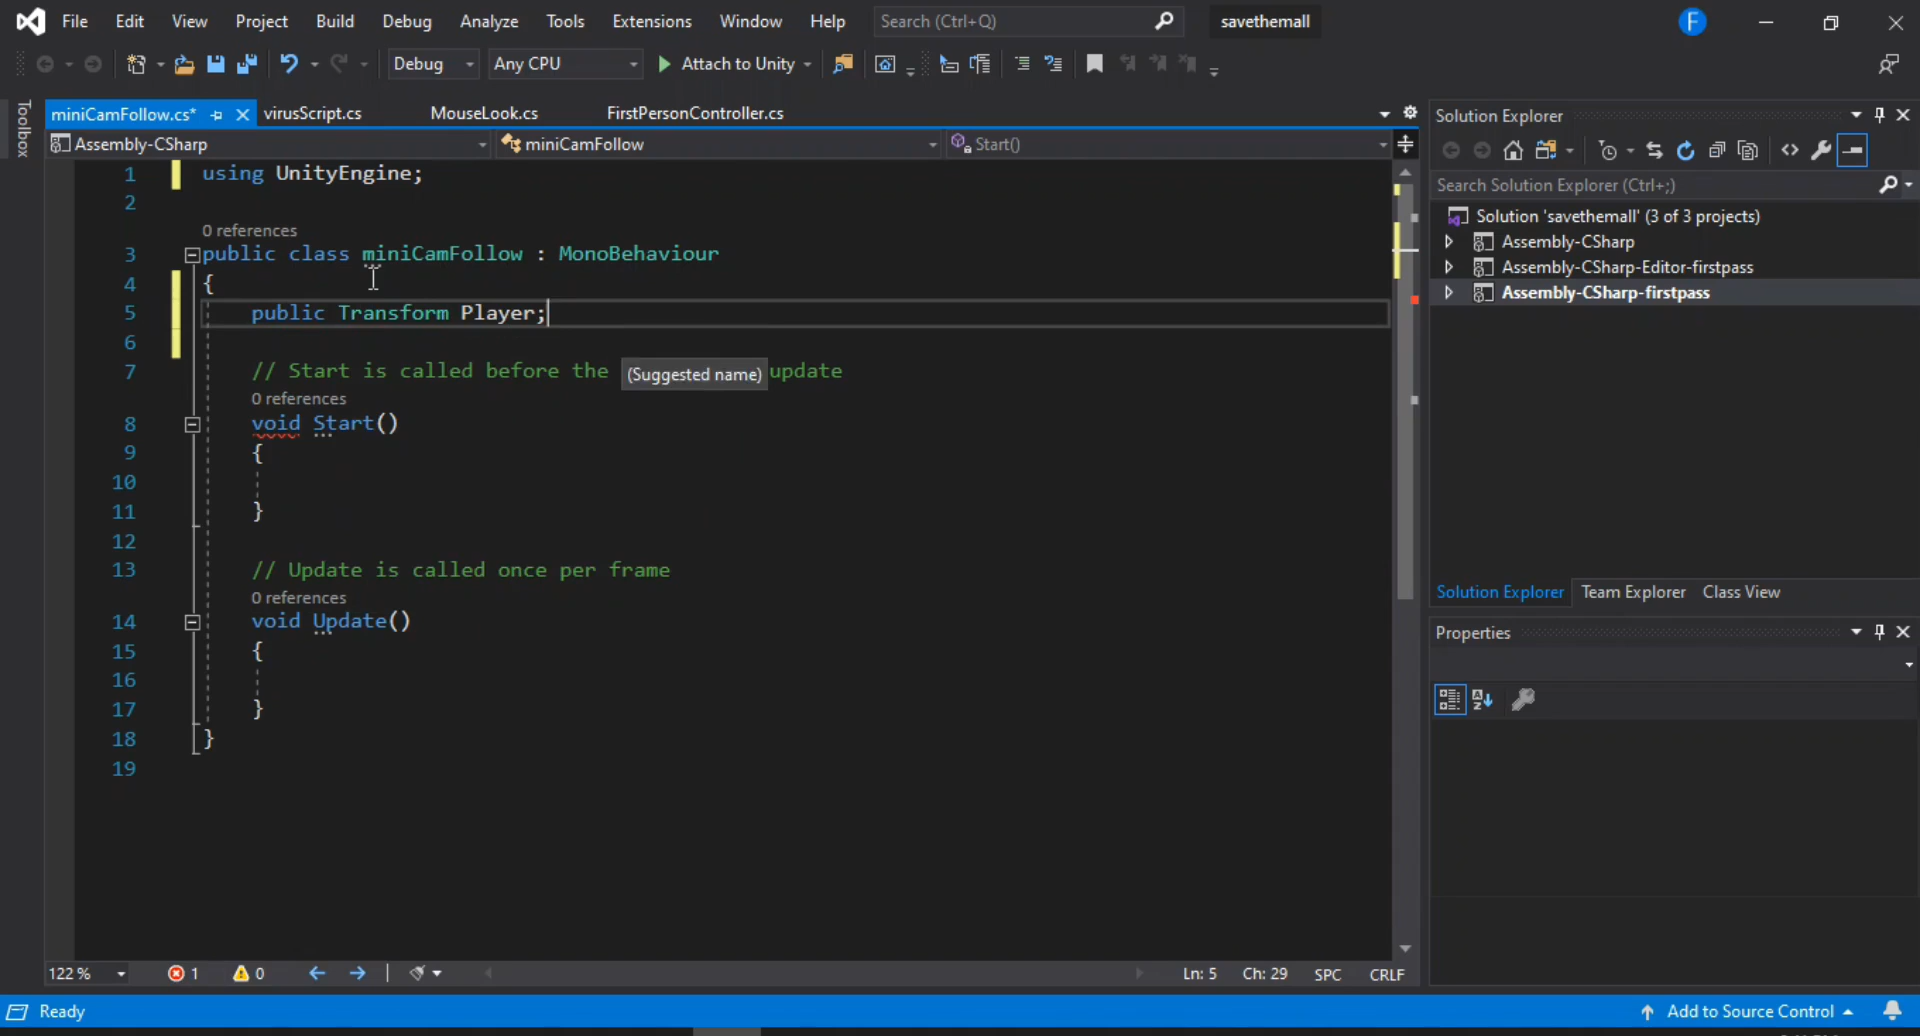 File Edit View Project Build Debug Analyze Tools Extensions Window Help Search (Ctrl+Q) savethemall F
Debug Any CPU Attach to Unity
Toolbox
miniCamFollow.cs* virusScript.cs MouseLook.cs FirstPersonController.cs
Assembly-CSharp miniCamFollow Start()
1 using UnityEngine;
2
0 references
3 public class miniCamFollow : MonoBehaviour
4 {
5 public Transform Player;
6
7 // Start is called before the (Suggested name) update
0 references
8 void Start()
9 {
10
11 }
12
13 // Update is called once per frame
0 references
14 void Update()
15 {
16
17 }
18 }
19
122 % 1 0 Ln: 5 Ch: 29 SPC CRLF
Solution Explorer
Search Solution Explorer (Ctrl+;)
Solution 'savethemall' (3 of 3 projects)
Assembly-CSharp
Assembly-CSharp-Editor-firstpass
Assembly-CSharp-firstpass
Solution Explorer Team Explorer Class View
Properties
Ready Add to Source Control